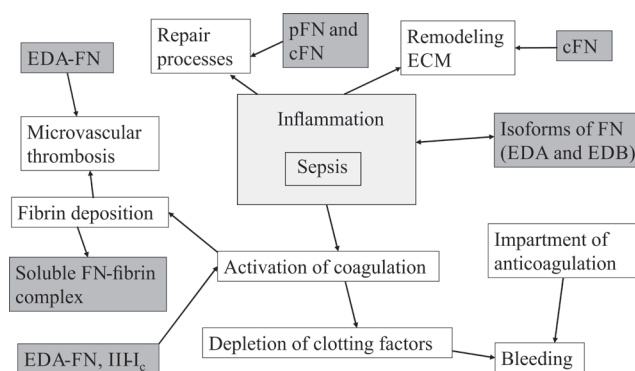 EDA-FN
Repair
processes
pFN and
cFN
Remodeling
ECM
cFN
Microvascular
thrombosis
Inflammation
Sepsis
Isoforms of FN
(EDA and EDB)
Fibrin deposition
Soluble FN-fibrin
complex
Activation of coagulation
Impartment of
anticoagulation
EDA-FN, III-I_c
Depletion of clotting factors
Bleeding